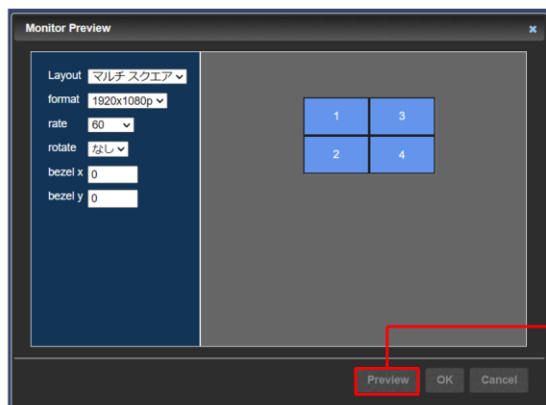 Monitor Preview ×
Layout マルチ スクエア
format 1920x1080p
rate 60
rotate なし
bezel x 0
bezel y 0
1 3
2 4
Preview OK Cancel